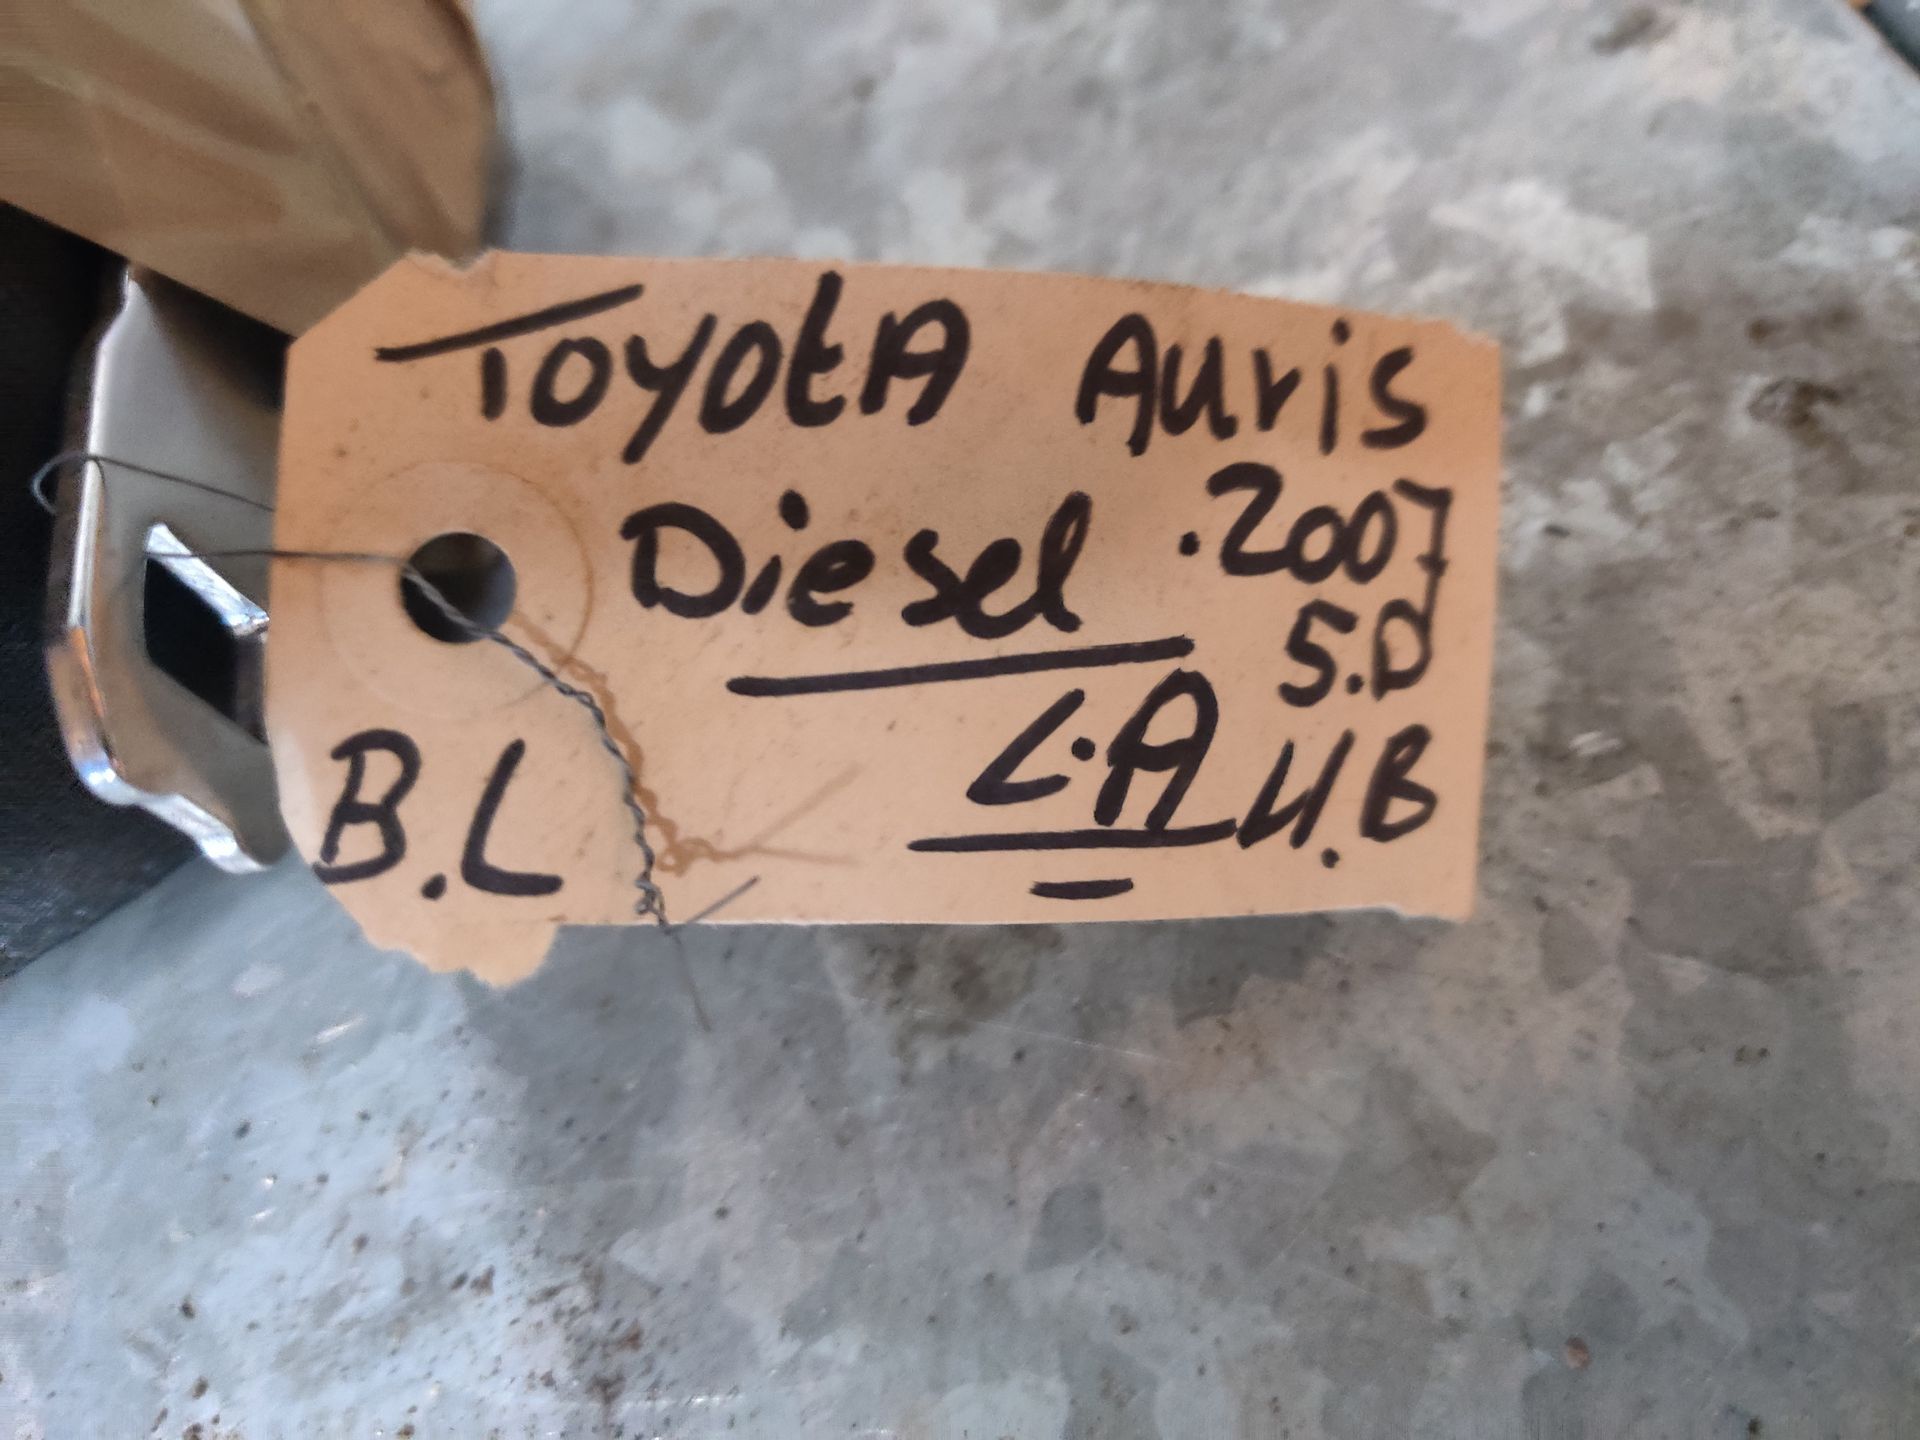 Toyota Auris
Diesel .2007
5.D
L.A H.B
B.L